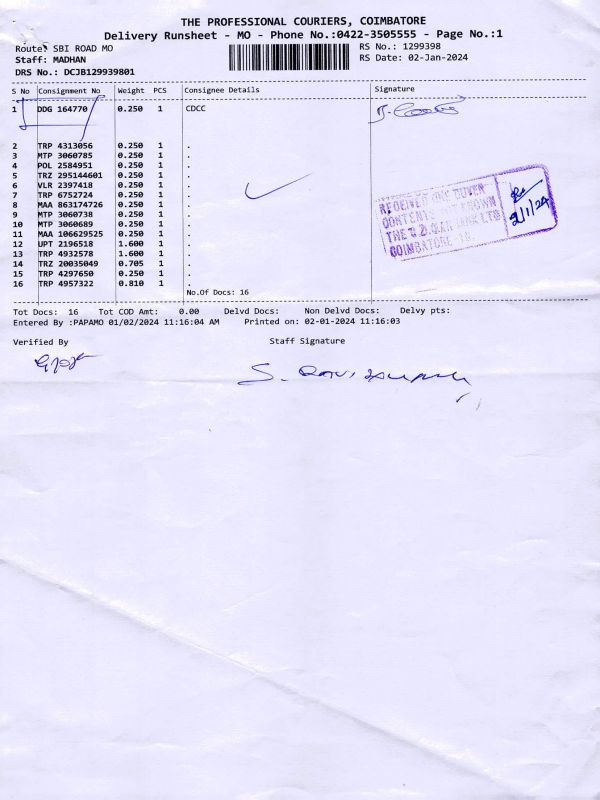 THE PROFESSIONAL COURIERS, COIMBATORE
Delivery Runsheet - MO - Phone No.:0422-3505555 - Page No.:1
Route: SBI ROAD MO
RS No.: 1299398
Staff: MADHAN
RS Date: 02-Jan-2024
DRS No.: DCJB129939801
S No Consignment No Weight PCS Consignee Details Signature
1 DDG 164770 0.250 1 CDCC
2 TRP 4313056 0.250 1 .
3 MTP 3060785 0.250 1 .
4 POL 2584951 0.250 1 .
5 TRZ 295144601 0.250 1 .
6 VLR 2397418 0.250 1 .
7 TRP 6752724 0.250 1 .
8 MAA 863174726 0.250 1 .
9 MTP 3060738 0.250 1 .
10 MTP 3060689 0.250 1 .
11 MAA 106629525 0.250 1 .
12 UPT 2196518 1.600 1 .
13 TRP 4932578 1.600 1 .
14 TRZ 20035049 0.705 1 .
15 TRP 4297650 0.250 1 .
16 TRP 4957322 0.810 1 .
No.Of Docs: 16
RECEIVED ONE COVER
CONTENTS NOT KNOWN
THE BANK LTD
COIMBATORE
2/1/24
Tot Docs: 16 Tot COD Amt: 0.00 Delvd Docs: Non Delvd Docs: Delvy pts:
Entered By :PAPAMO 01/02/2024 11:16:04 AM Printed on: 02-01-2024 11:16:03
Verified By Staff Signature